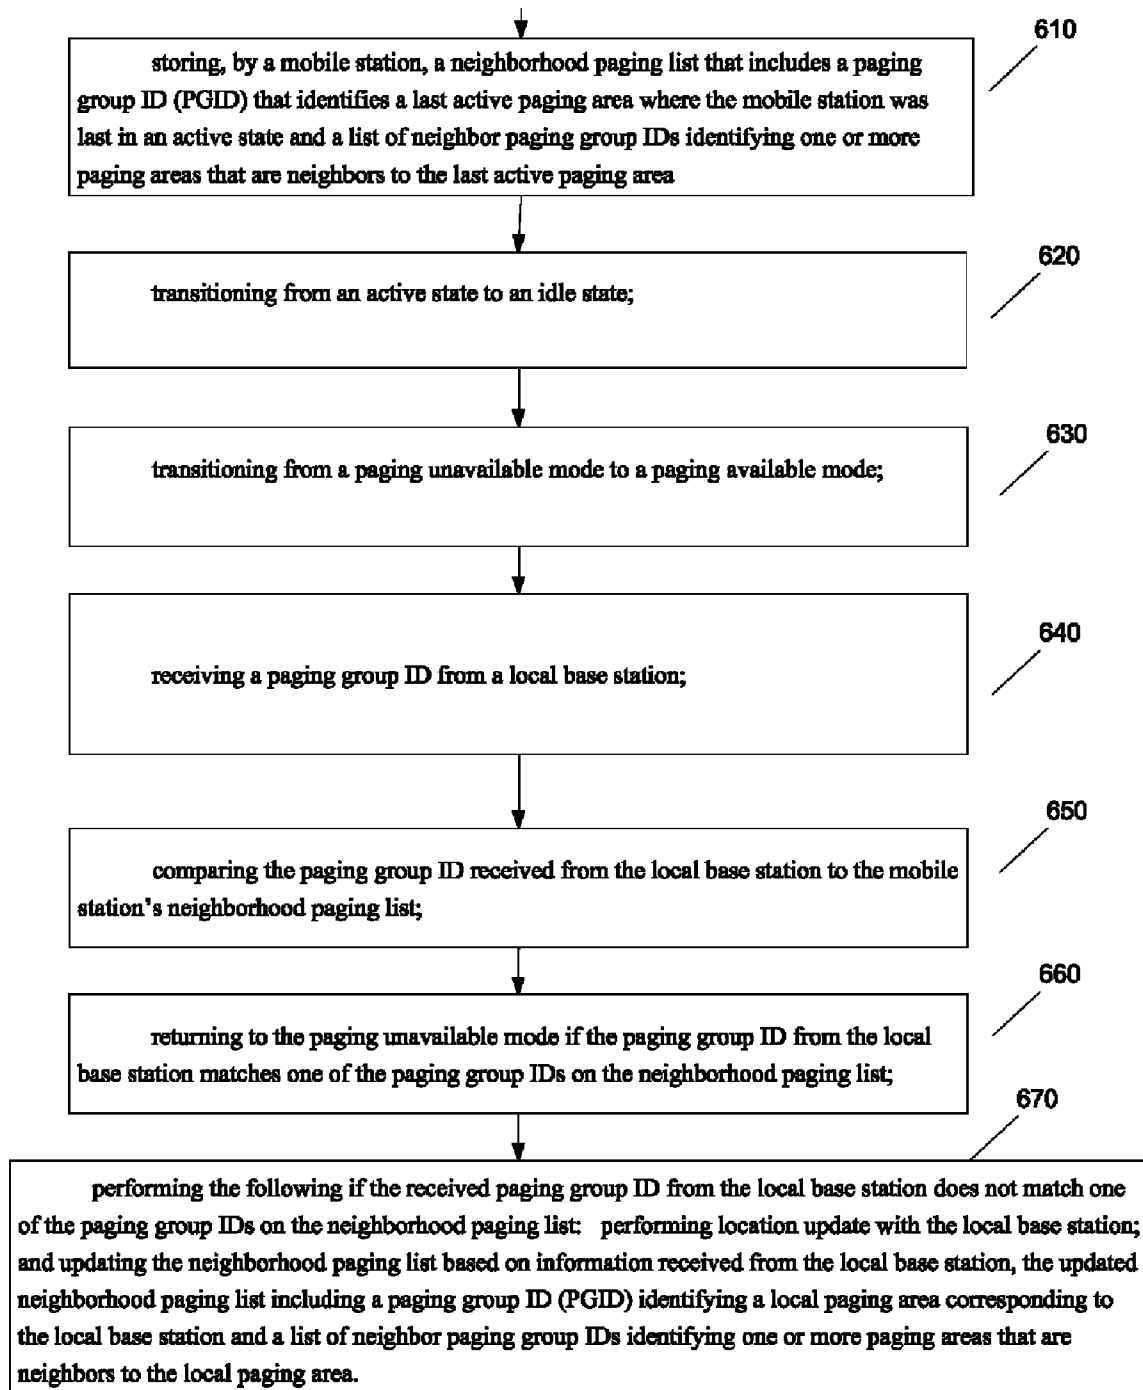 610
storing, by a mobile station, a neighborhood paging list that includes a paging
group ID (PGID) that identifies a last active paging area where the mobile station was
last in an active state and a list of neighbor paging group IDs identifying one or more
paging areas that are neighbors to the last active paging area
620
transitioning from an active state to an idle state;
630
transitioning from a paging unavailable mode to a paging available mode;
640
receiving a paging group ID from a local base station;
650
comparing the paging group ID received from the local base station to the mobile
station's neighborhood paging list;
660
returning to the paging unavailable mode if the paging group ID from the local
base station matches one of the paging group IDs on the neighborhood paging list;
670
performing the following if the received paging group ID from the local base station does not match one
of the paging group IDs on the neighborhood paging list: performing location update with the local base station;
and updating the neighborhood paging list based on information received from the local base station, the updated
neighborhood paging list including a paging group ID (PGID) identifying a local paging area corresponding to
the local base station and a list of neighbor paging group IDs identifying one or more paging areas that are
neighbors to the local paging area.